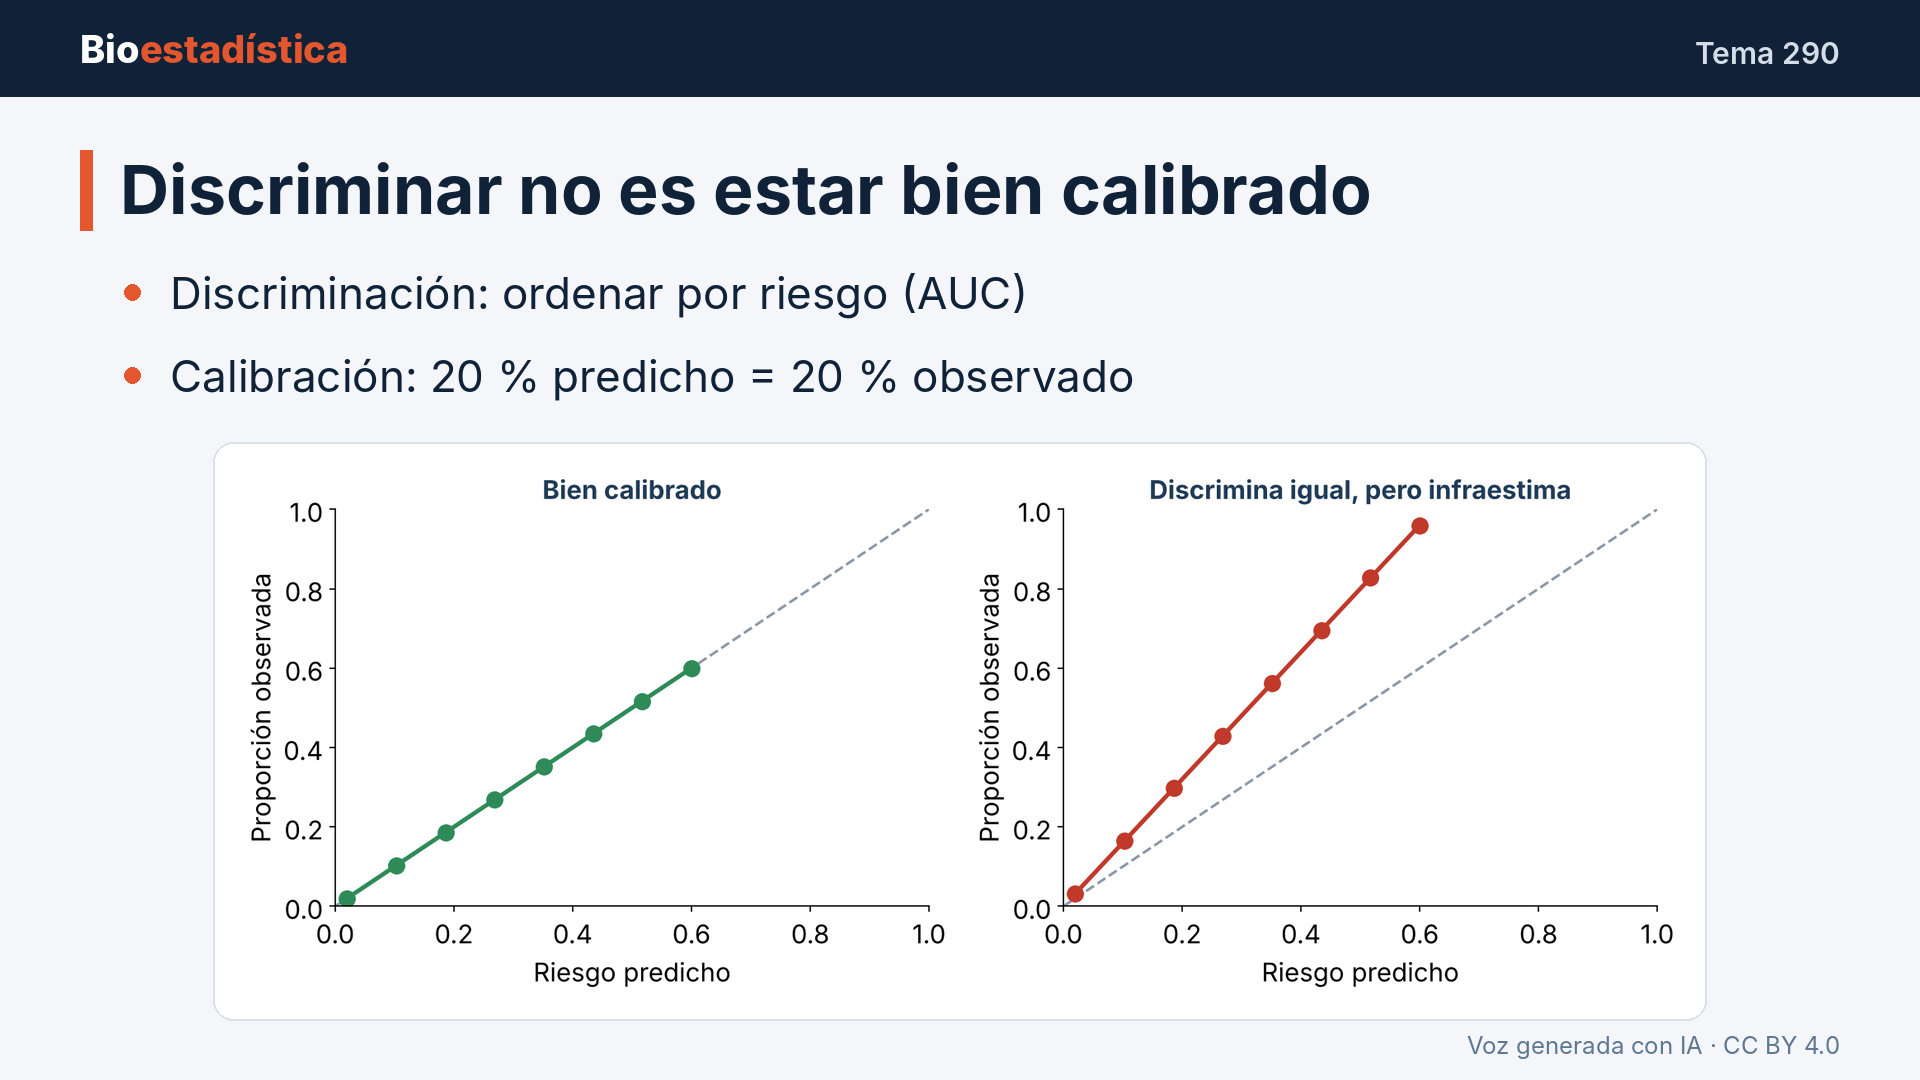 Bioestadística
Tema 290
Discriminar no es estar bien calibrado
Discriminación: ordenar por riesgo (AUC)
Calibración: 20 % predicho = 20 % observado
Bien calibrado
1.0
0.8
0.6
0.4
0.2
0.0
Proporción observada
0.0 0.2 0.4 0.6 0.8 1.0
Riesgo predicho
Discrimina igual, pero infraestima
1.0
0.8
0.6
0.4
0.2
0.0
Proporción observada
0.0 0.2 0.4 0.6 0.8 1.0
Riesgo predicho
Voz generada con IA · CC BY 4.0